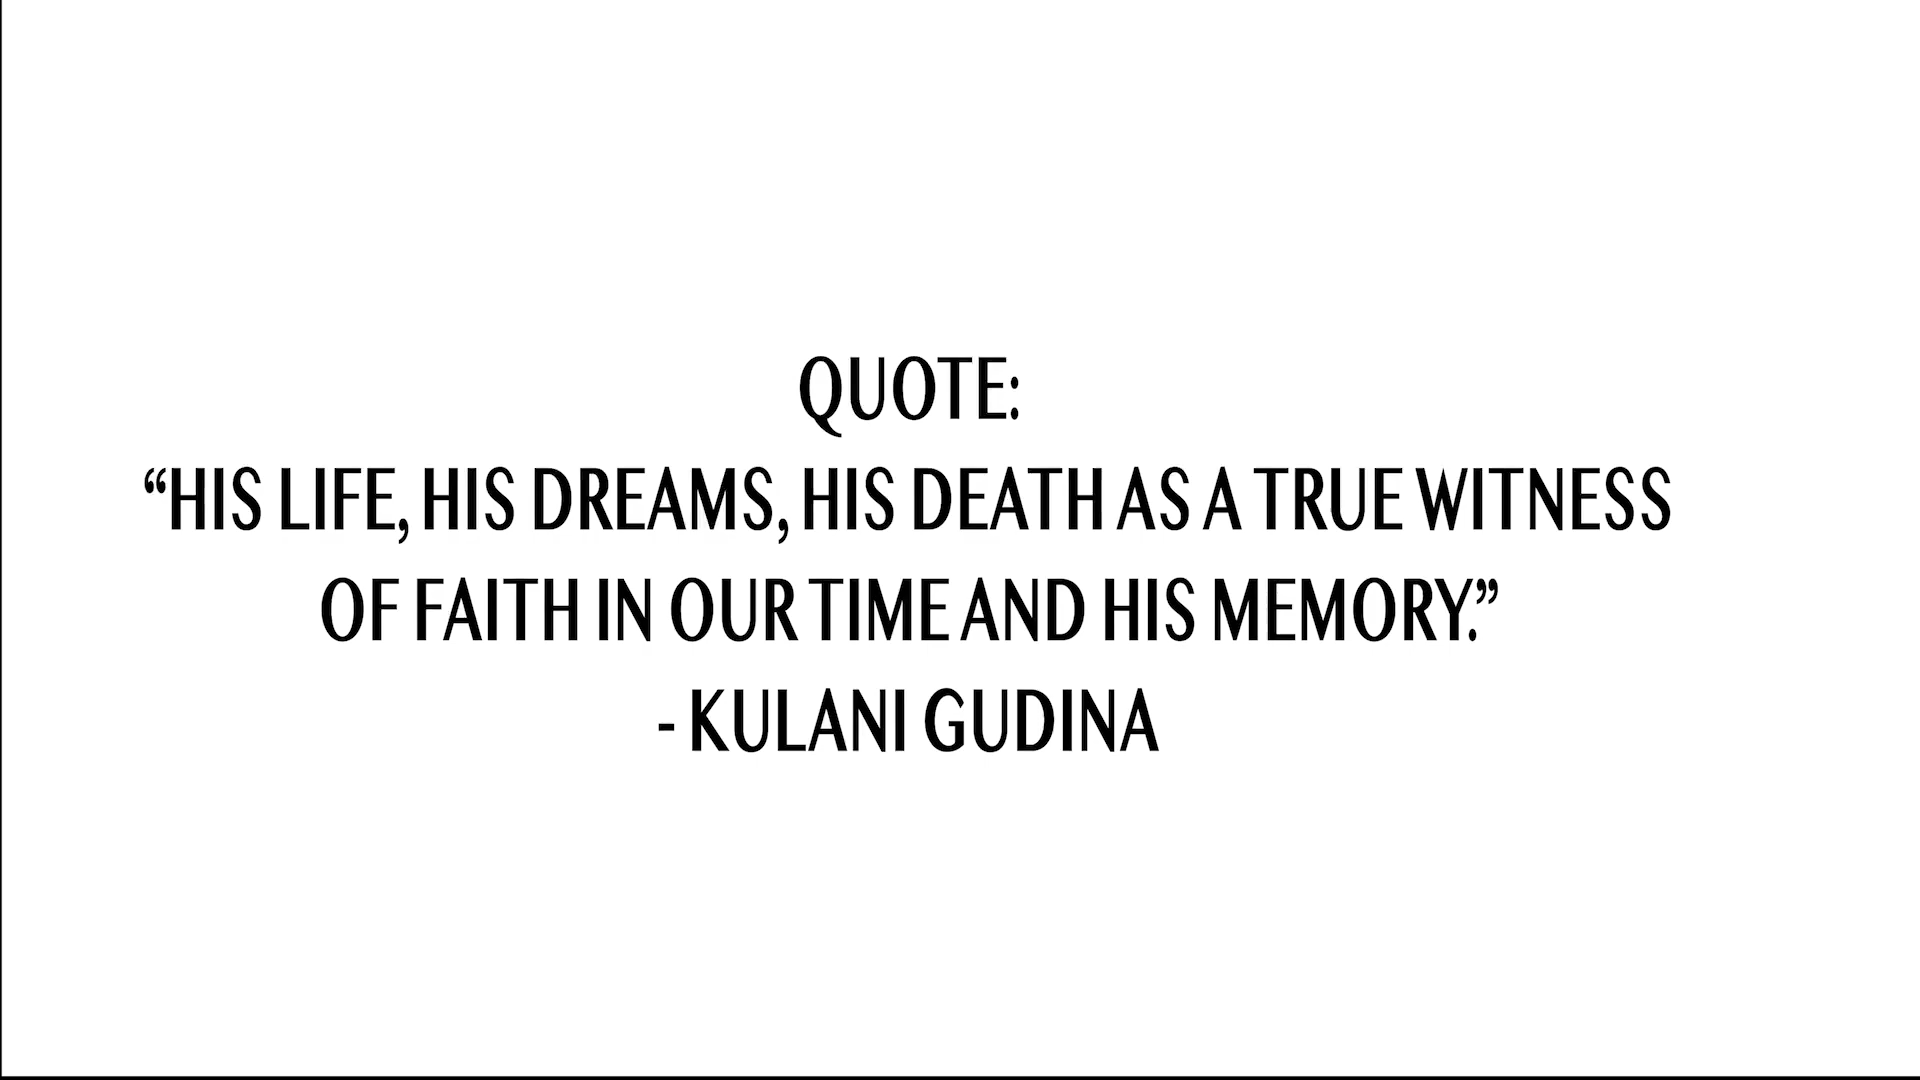 QUOTE:
“HIS LIFE, HIS DREAMS, HIS DEATH AS A TRUE WITNESS
OF FAITH IN OUR TIME AND HIS MEMORY.”
- KULANI GUDINA